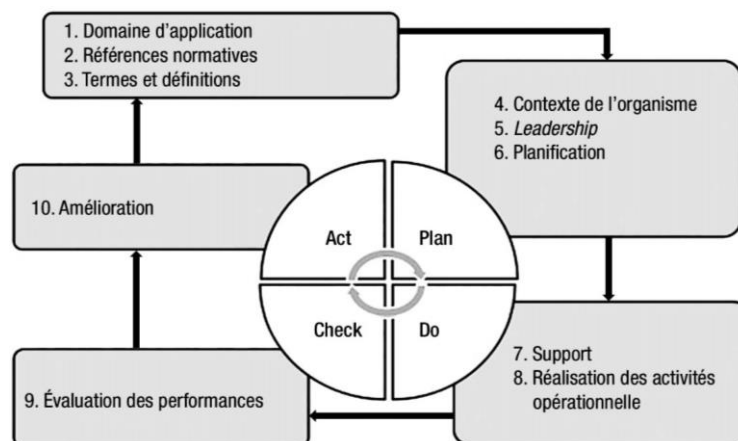 1. Domaine d'application
2. Références normatives
3. Termes et définitions
4. Contexte de l'organisme
5. Leadership
6. Planification
10. Amélioration
Act
Plan
Check
Do
7. Support
8. Réalisation des activités
opérationnelle
9. Évaluation des performances